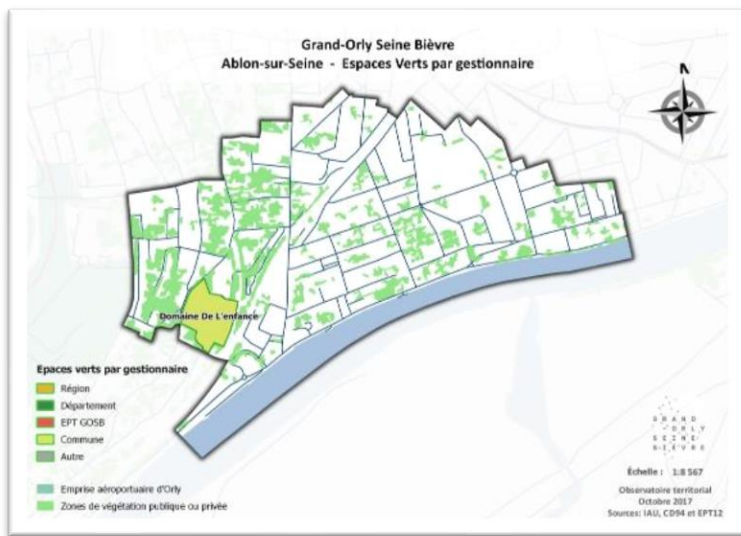 Grand-Orly Seine Bièvre
Ablon-sur-Seine - Espaces Verts par gestionnaire
N
Domaine De L'enfance
Epaces verts par gestionnaire
Région
Département
EPT GOSB
Commune
Autre
Emprise aéroportuaire d'Orly
Zones de végétation publique ou privée
GRAND
ORLY
SEINE
BIÈVRE
Échelle : 1:8 567
Observatoire territorial
Octobre 2017
Sources: IAU, CD94 et EPT12